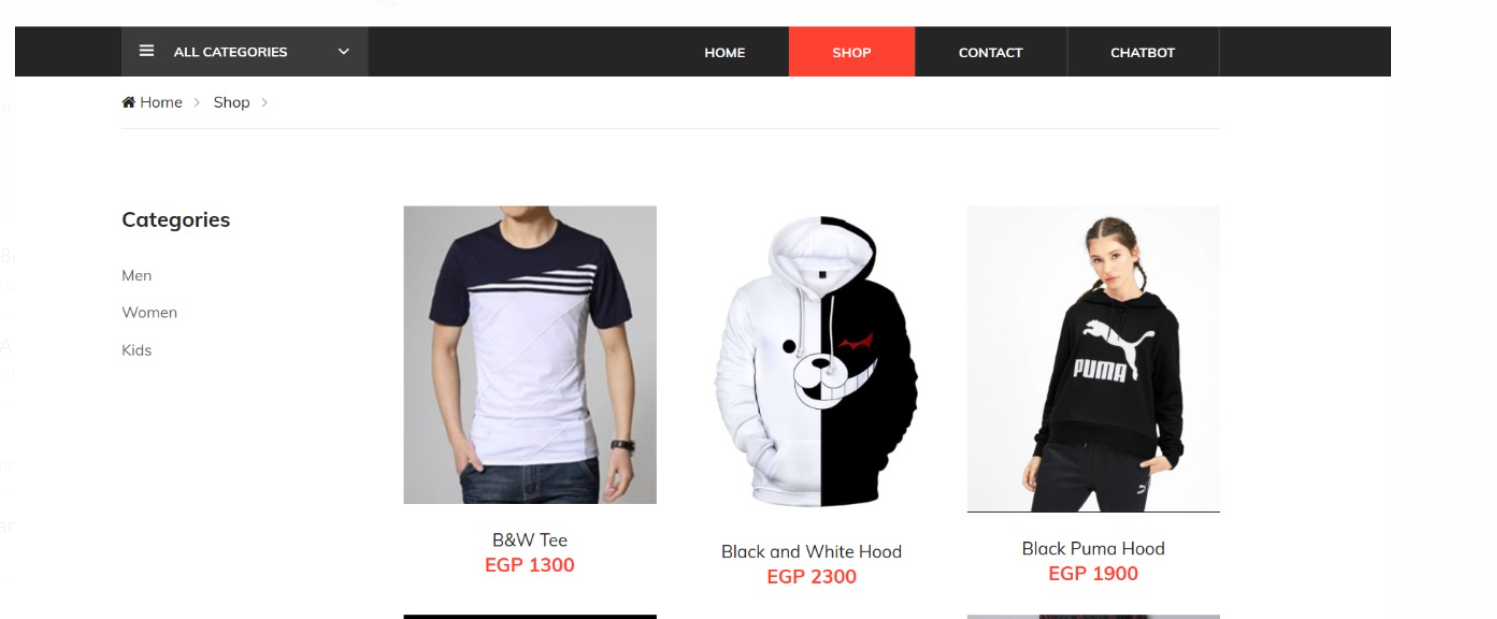 ALL CATEGORIES
HOME
SHOP
CONTACT
CHATBOT
Home > Shop >
Categories
Men
Women
Kids
PUMA
B&W Tee
EGP 1300
Black and White Hood
EGP 2300
Black Puma Hood
EGP 1900